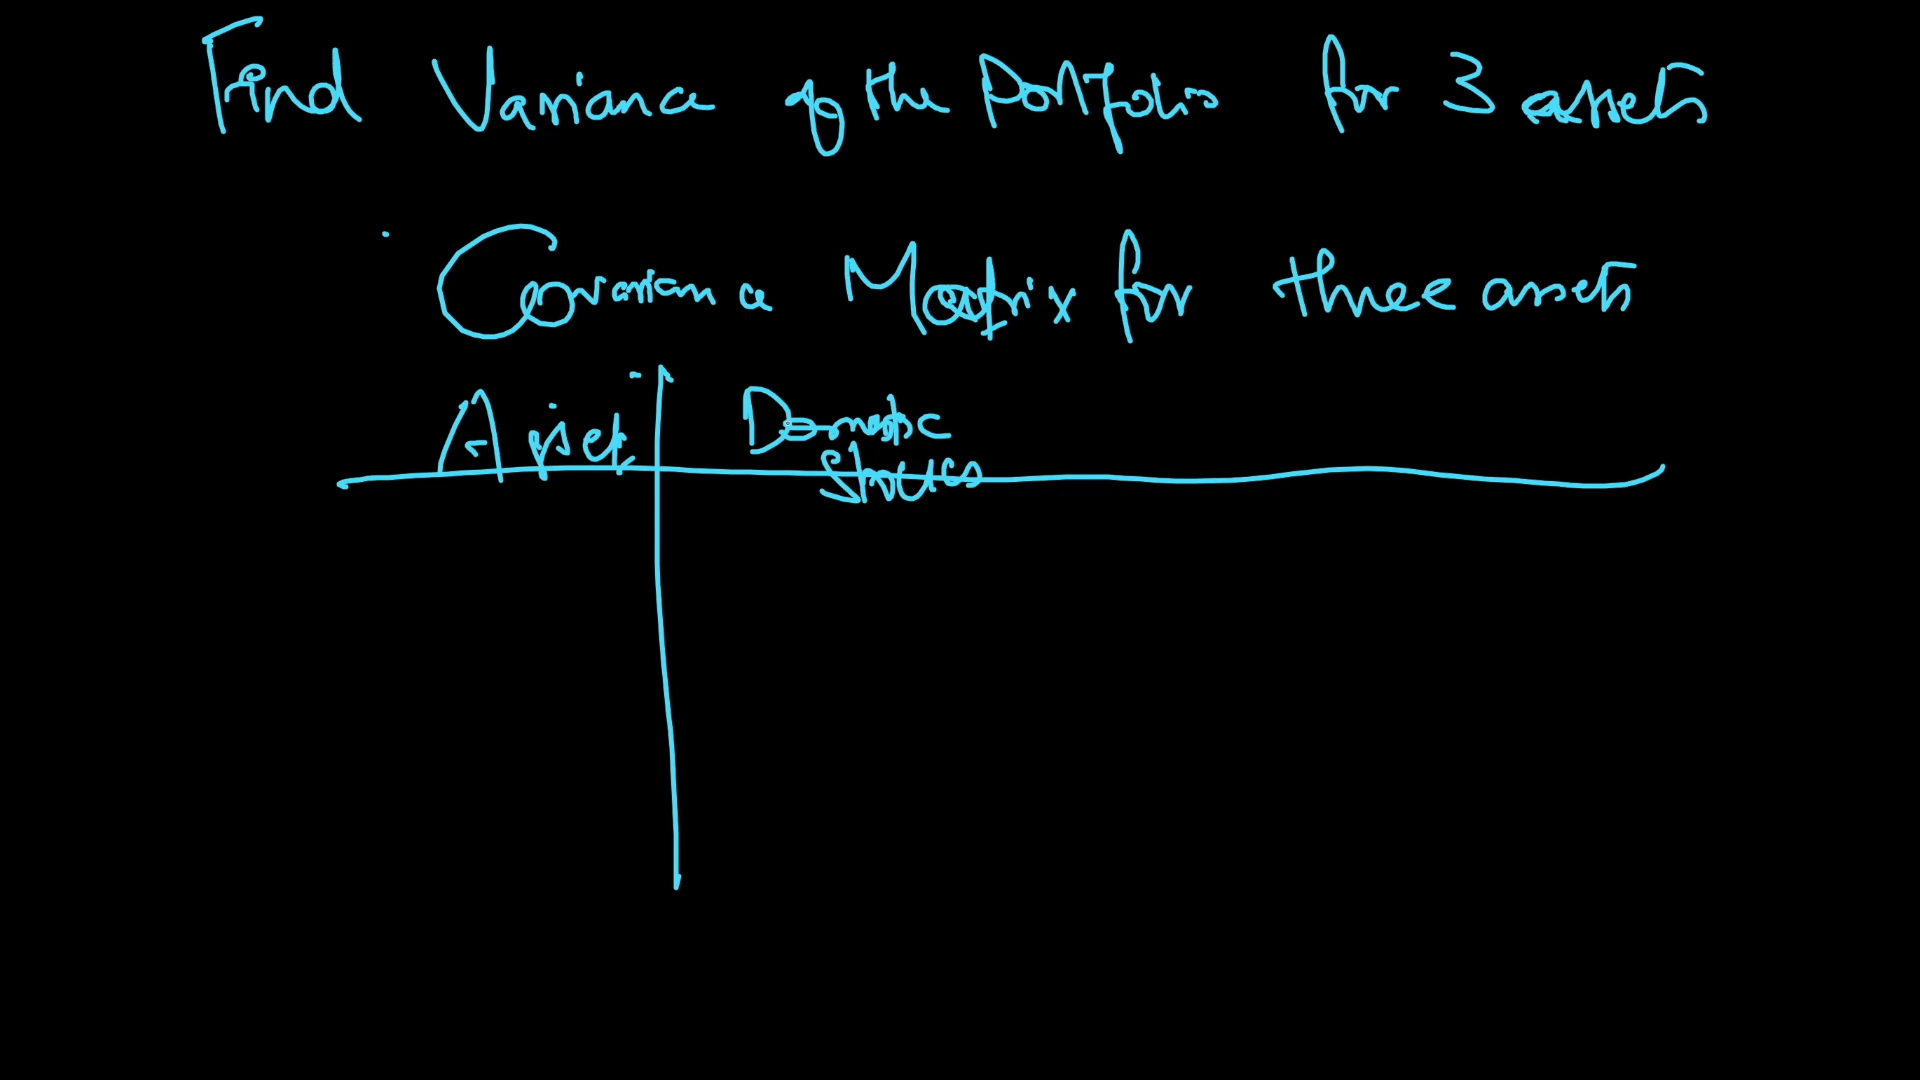 Find Variance of the Portfolio for 3 assets
Covariance Matrix for three assets
Asset Domestic
Stocks